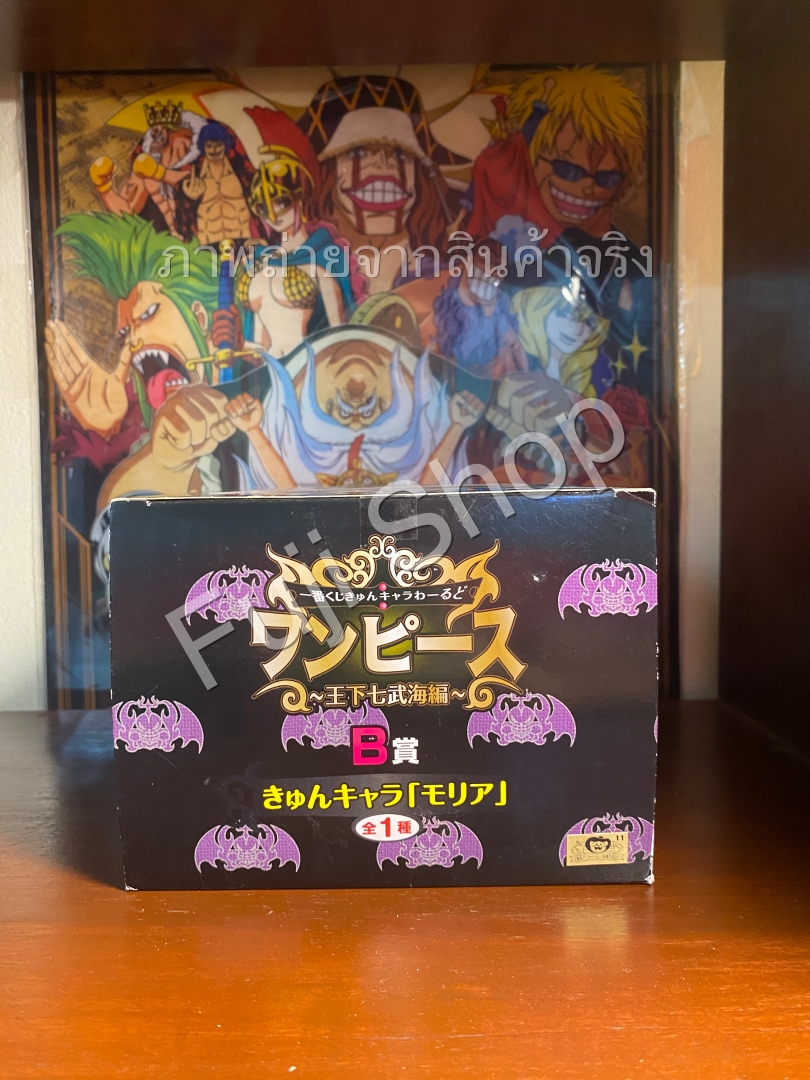 ภาพถ่ายจากสินค้าจริง
Fuji Shop
一番くじきゅんキャラわーるど
ワンピース
～王下七武海編～
B賞
きゅんキャラ「モリア」
全1種
11